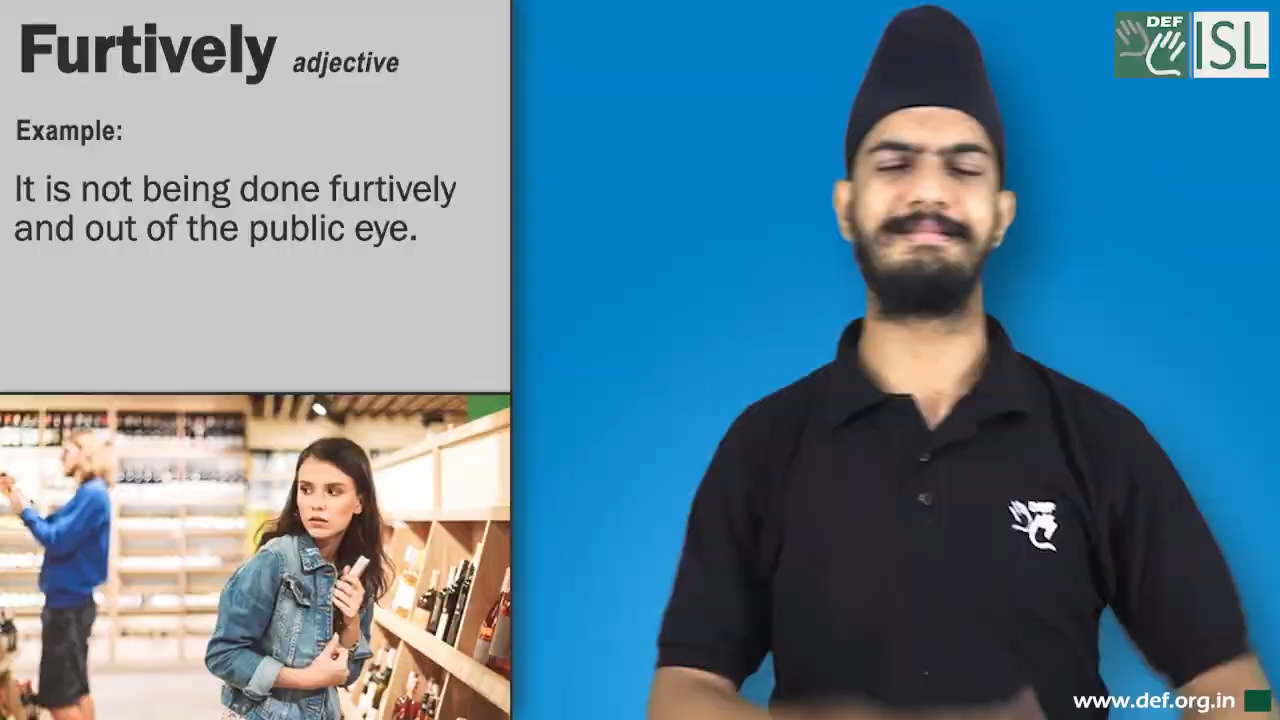 Furtively adjective
Example:
It is not being done furtively
and out of the public eye.
DEF
ISL
DEF
www.def.org.in